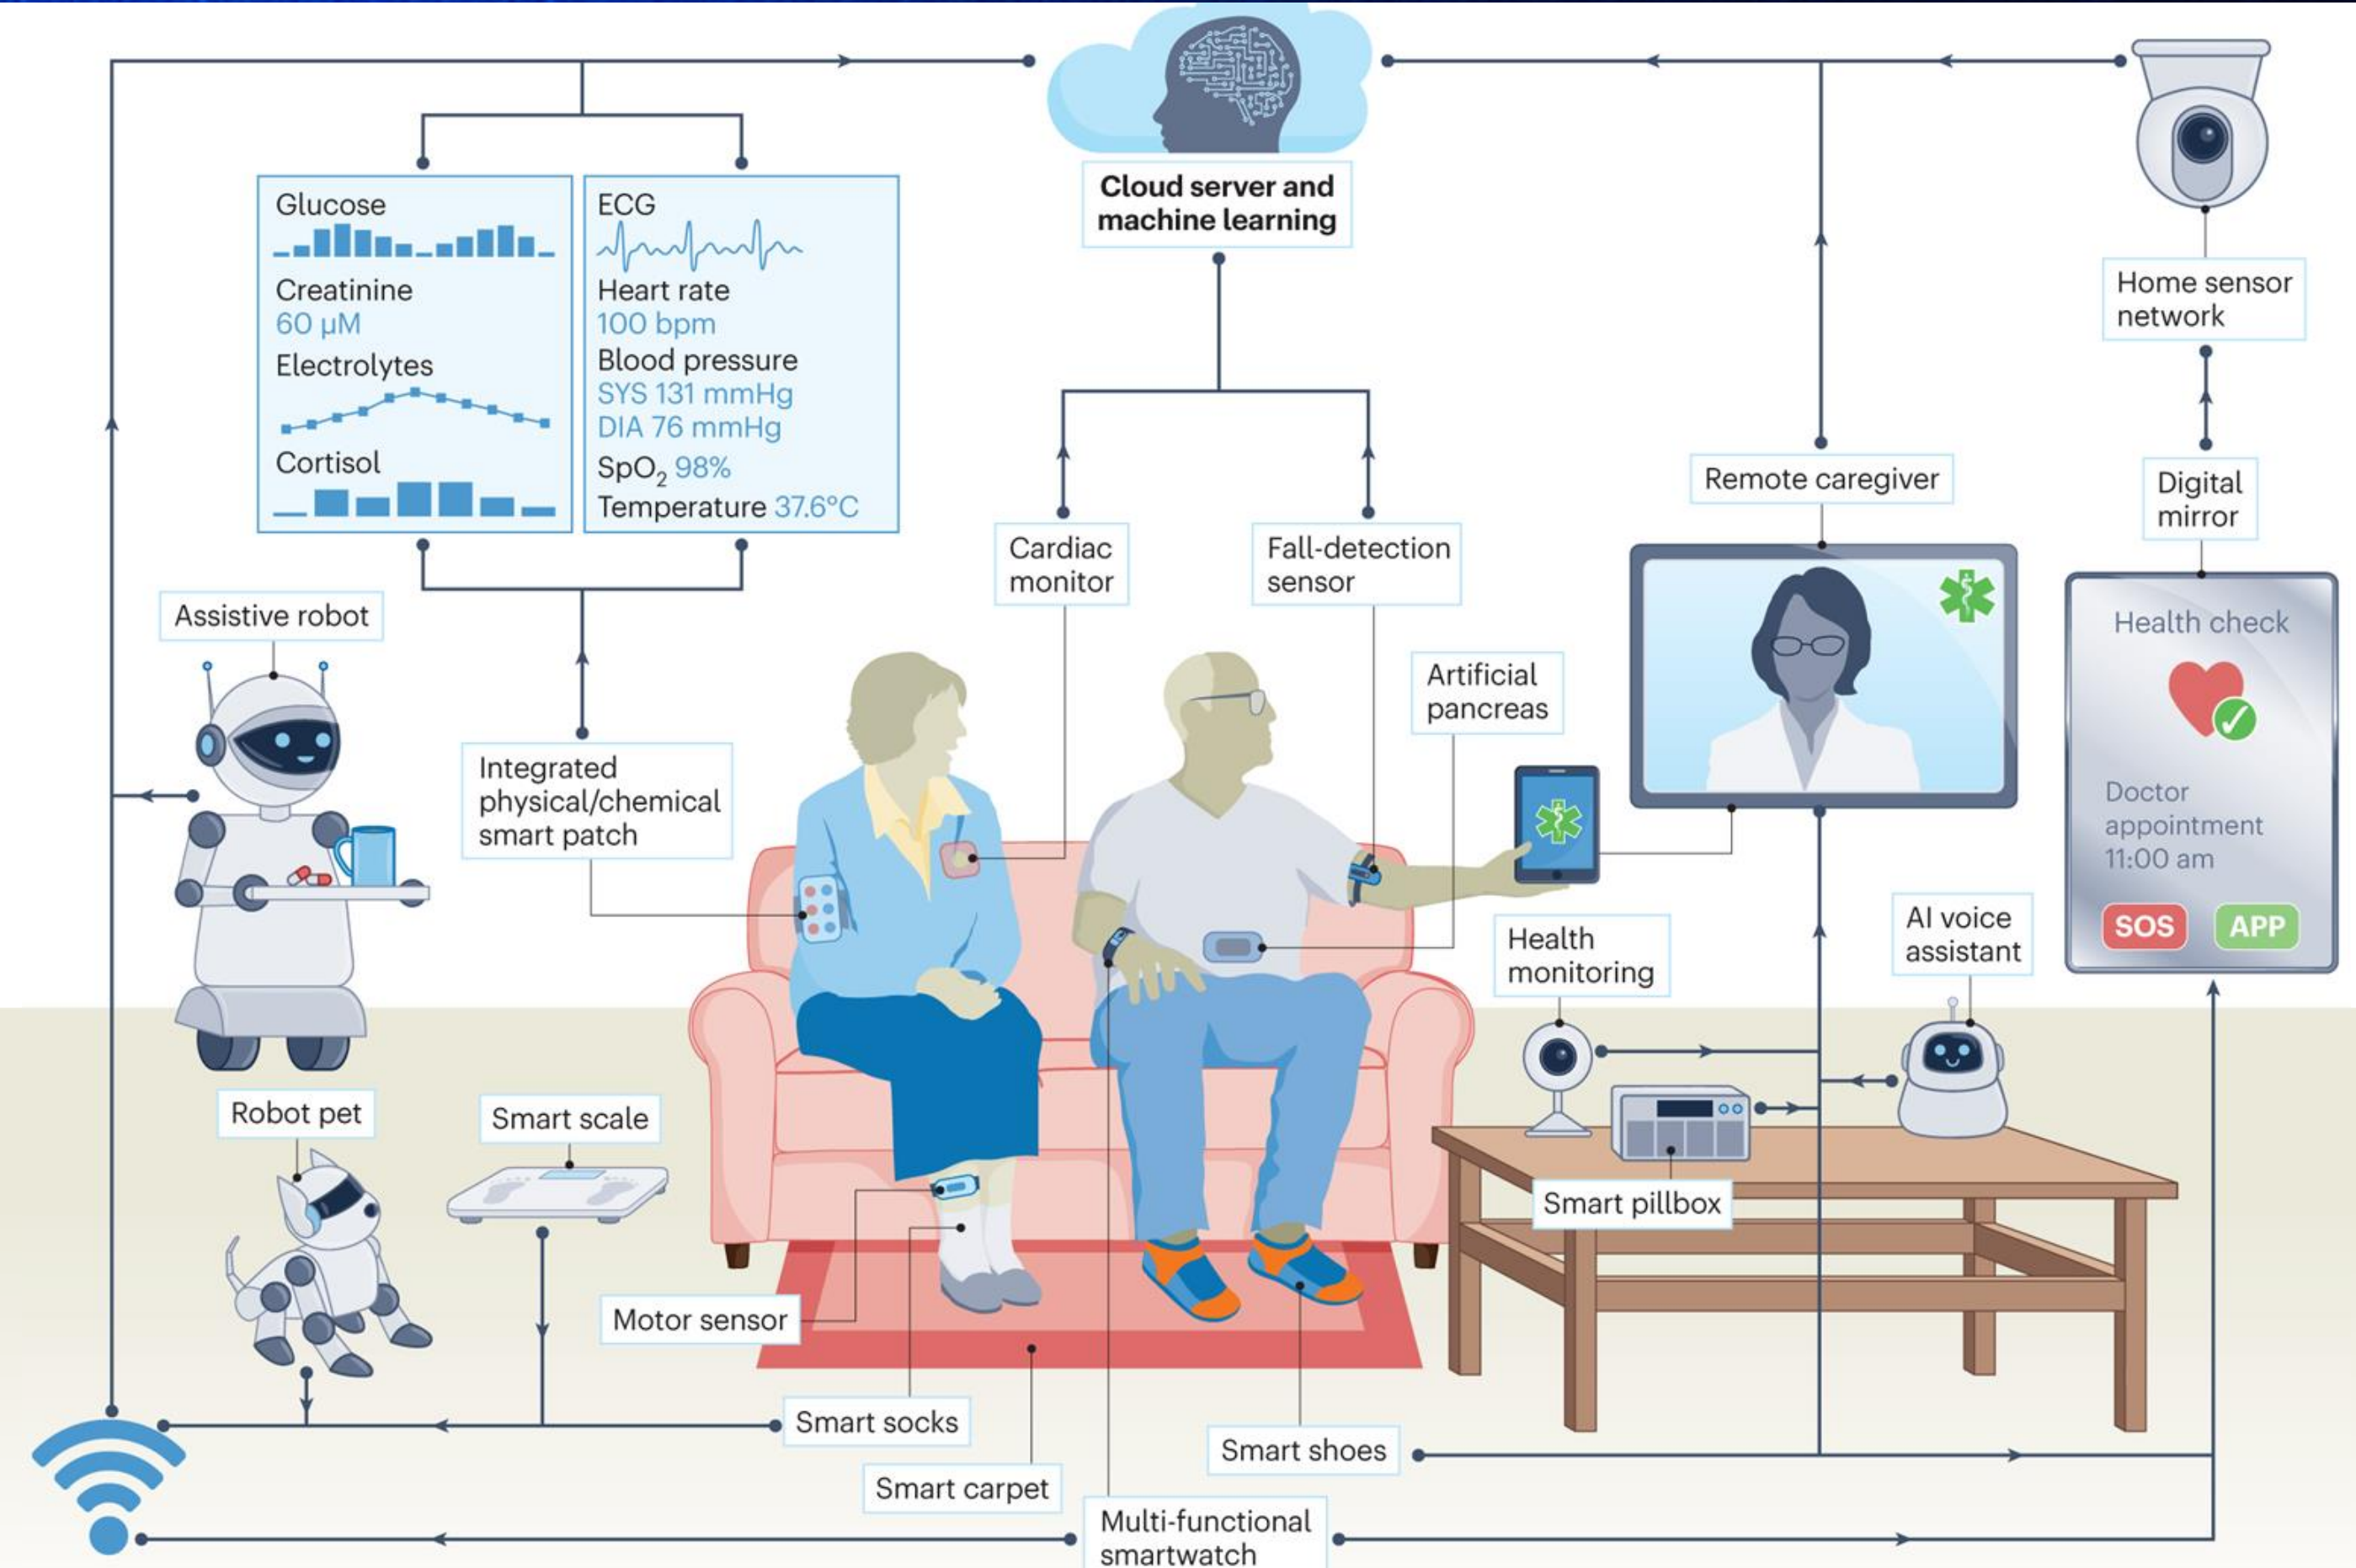 Cloud server and
machine learning
Glucose
Creatinine
60 µM
Electrolytes
Cortisol
ECG
Heart rate
100 bpm
Blood pressure
SYS 131 mmHg
DIA 76 mmHg
SpO₂ 98%
Temperature 37.6°C
Home sensor
network
Remote caregiver
Digital
mirror
Cardiac
monitor
Fall-detection
sensor
Assistive robot
Artificial
pancreas
Integrated
physical/chemical
smart patch
Health check
Doctor
appointment
11:00 am
SOS
APP
Health
monitoring
AI voice
assistant
Robot pet
Smart scale
Smart pillbox
Motor sensor
Smart socks
Smart shoes
Smart carpet
Multi-functional
smartwatch